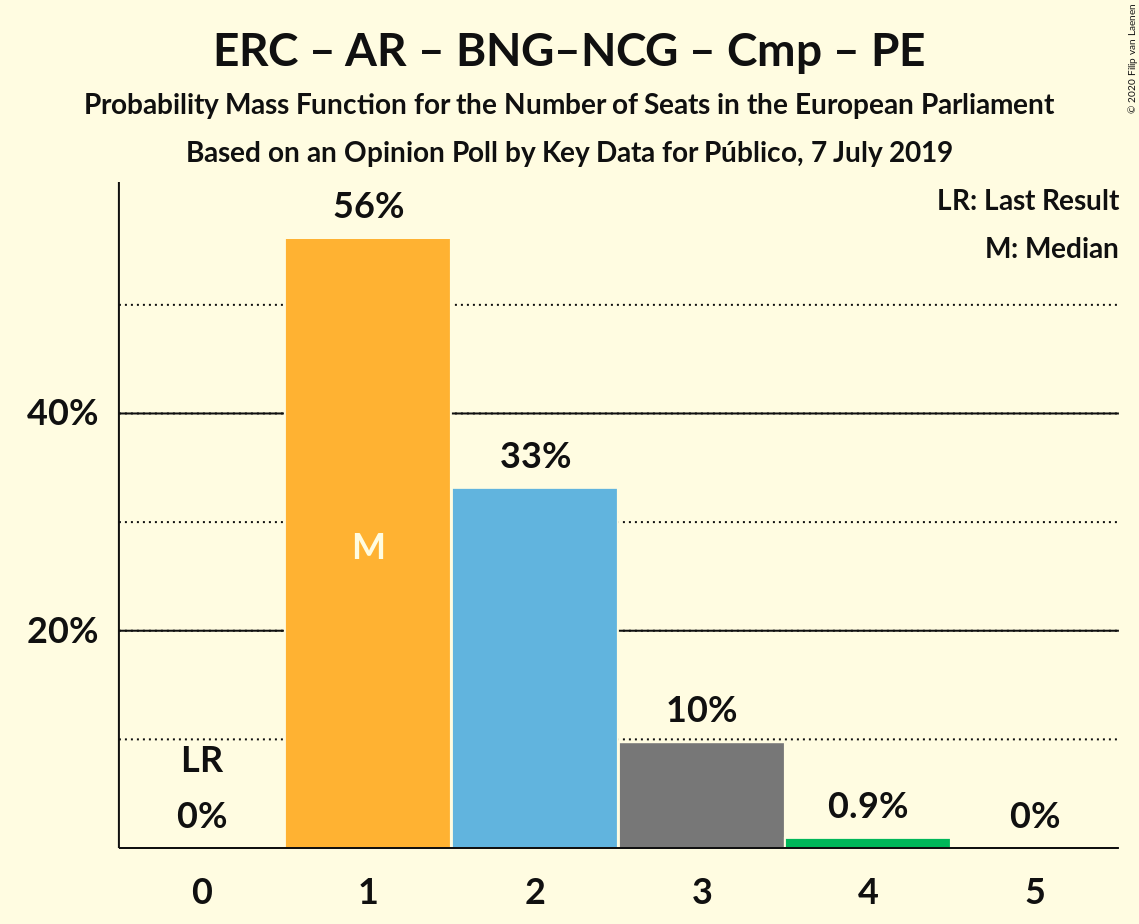 ERC – AR – BNG–NCG – Cmp – PE
Probability Mass Function for the Number of Seats in the European Parliament
Based on an Opinion Poll by Key Data for Público, 7 July 2019
© 2020 Filip van Laenen
LR: Last Result
M: Median
56%
40%
33%
M
20%
10%
LR
0%
0.9%
0%
0 1 2 3 4 5